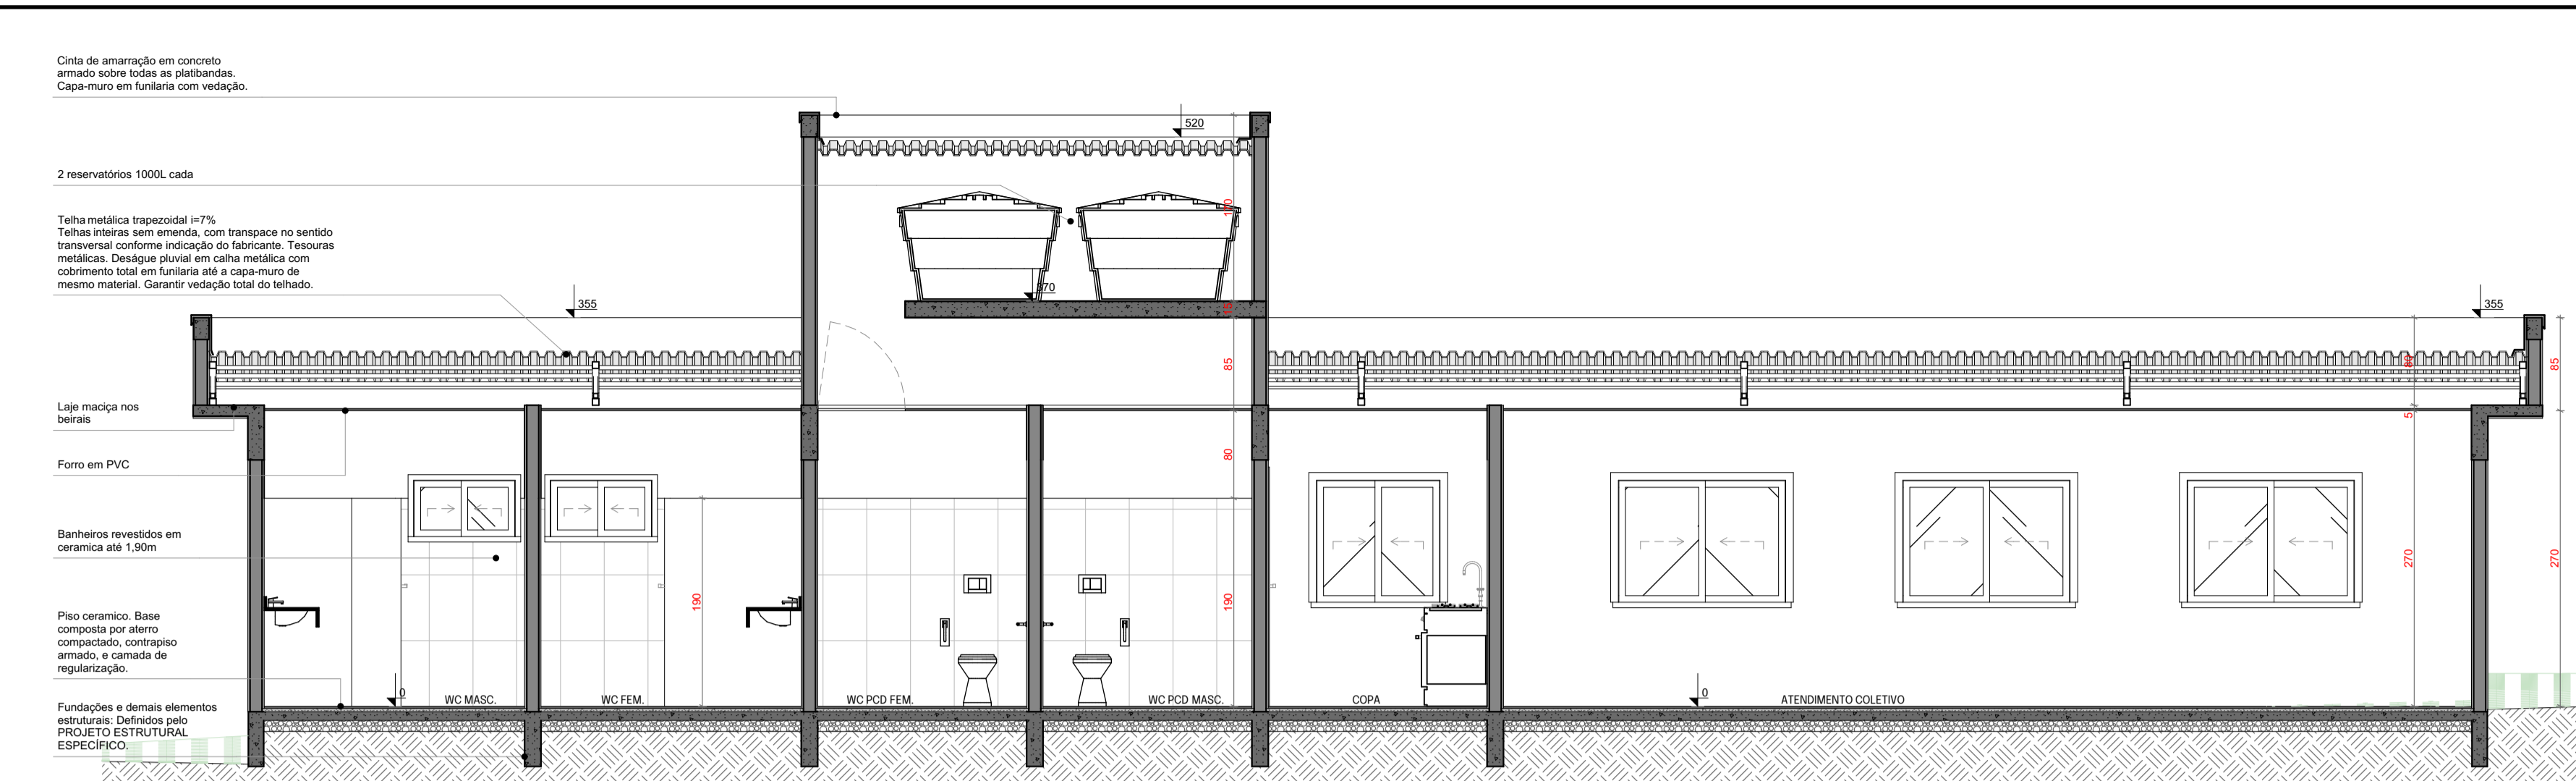 Cinta de amarração em concreto
armado sobre todas as platibandas.
Capa-muro em funilaria com vedação.
520
2 reservatórios 1000L cada
170
Telha metálica trapezoidal i=7%
Telhas inteiras sem emenda, com transpace no sentido
transversal conforme indicação do fabricante. Tesouras
metálicas. Deságue pluvial em calha metálica com
cobrimento total em funilaria até a capa-muro de
mesmo material. Garantir vedação total do telhado.
370
355
15
355
85
80
85
Laje maciça nos
beirais
5
Forro em PVC
80
Banheiros revestidos em
ceramica até 1,90m
270
270
190
190
Piso ceramico. Base
composta por aterro
compactado, contrapiso
armado, e camada de
regularização.
0
WC MASC.
WC FEM.
WC PCD FEM.
WC PCD MASC.
COPA
0
ATENDIMENTO COLETIVO
Fundações e demais elementos
estruturais: Definidos pelo
PROJETO ESTRUTURAL
ESPECÍFICO.